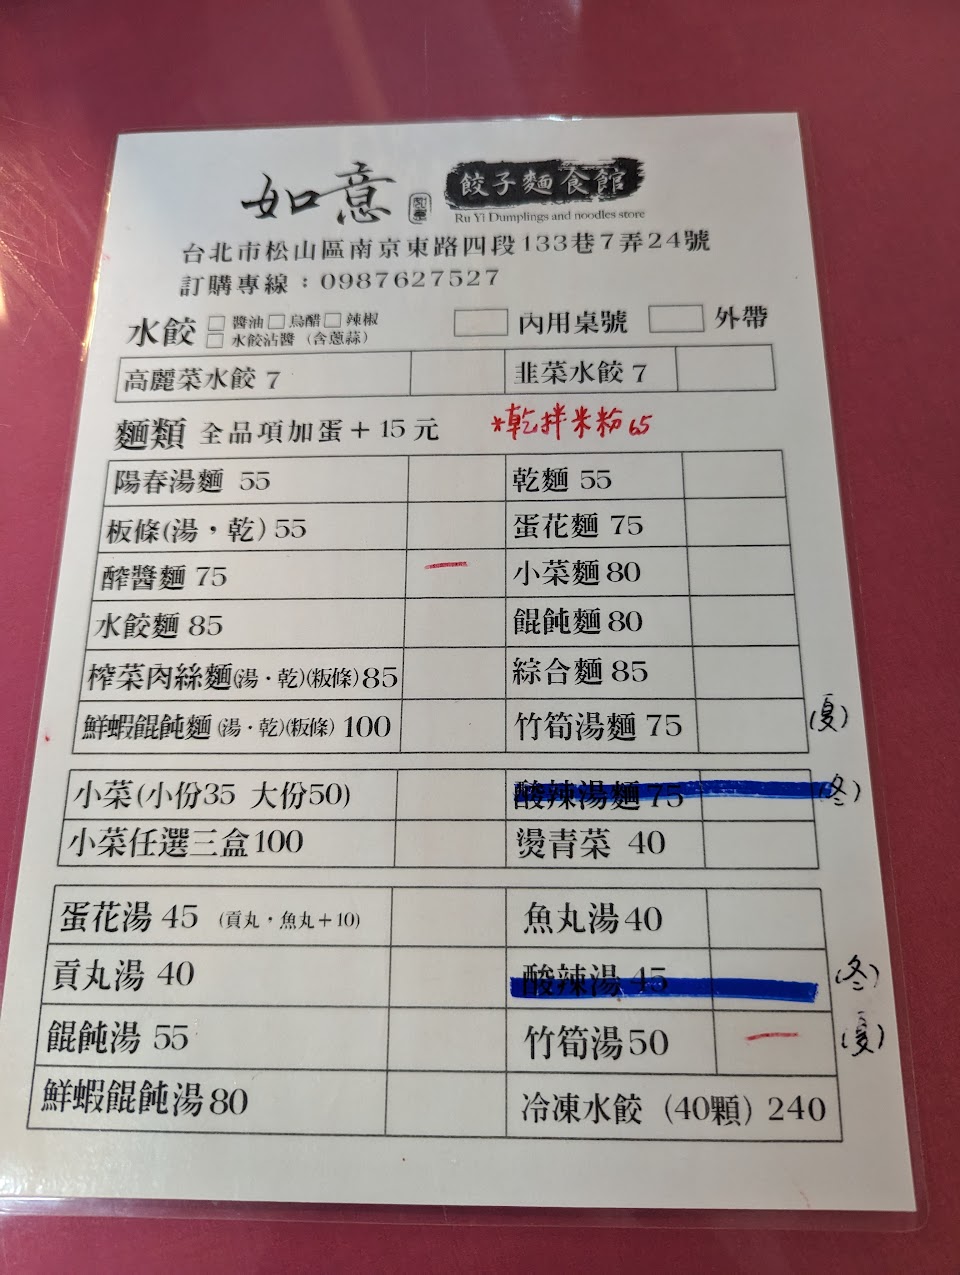 如意 餃子麵食館
Ru Yi Dumplings and noodles store
台北市松山區南京東路四段133巷7弄24號
訂購專線：0987627527
水餃 □醬油□烏醋□辣椒
□水餃沾醬（含蔥蒜）
內用桌號 外帶
高麗菜水餃 7 韭菜水餃 7
麵類 全品項加蛋+15元 *乾拌米粉65
陽春湯麵 55 乾麵 55
板條(湯，乾) 55 蛋花麵 75
醡醬麵 75 小菜麵 80
水餃麵 85 餛飩麵 80
榨菜肉絲麵(湯·乾)(粄條)85 綜合麵 85
鮮蝦餛飩麵(湯·乾)(粄條) 100 竹筍湯麵 75 (夏)
小菜(小份35 大份50) 酸辣湯麵 75 (冬)
小菜任選三盒100 燙青菜 40
蛋花湯 45 (貢丸，魚丸+10) 魚丸湯40
貢丸湯 40 酸辣湯 45 (冬)
餛飩湯 55 竹筍湯50 (夏)
鮮蝦餛飩湯80 冷凍水餃（40顆）240